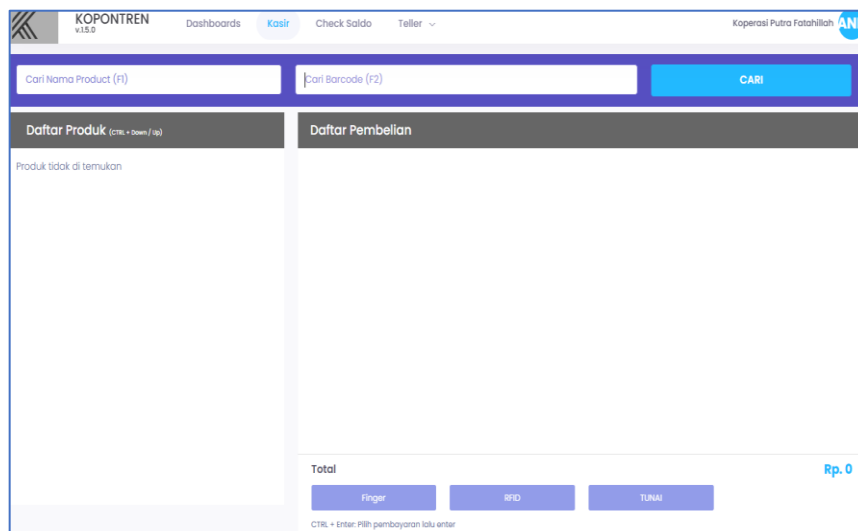 KOPONTREN
v.1.5.0
Dashboards Kasir Check Saldo Teller
Koperasi Putra Fatahillah AN
Cari Nama Product (F1) Cari Barcode (F2) CARI
Daftar Produk (CTRL + Down / Up) Daftar Pembelian
Produk tidak di temukan
Total Rp. 0
Finger RFID TUNAI
CTRL + Enter: Pilih pembayaran lalu enter